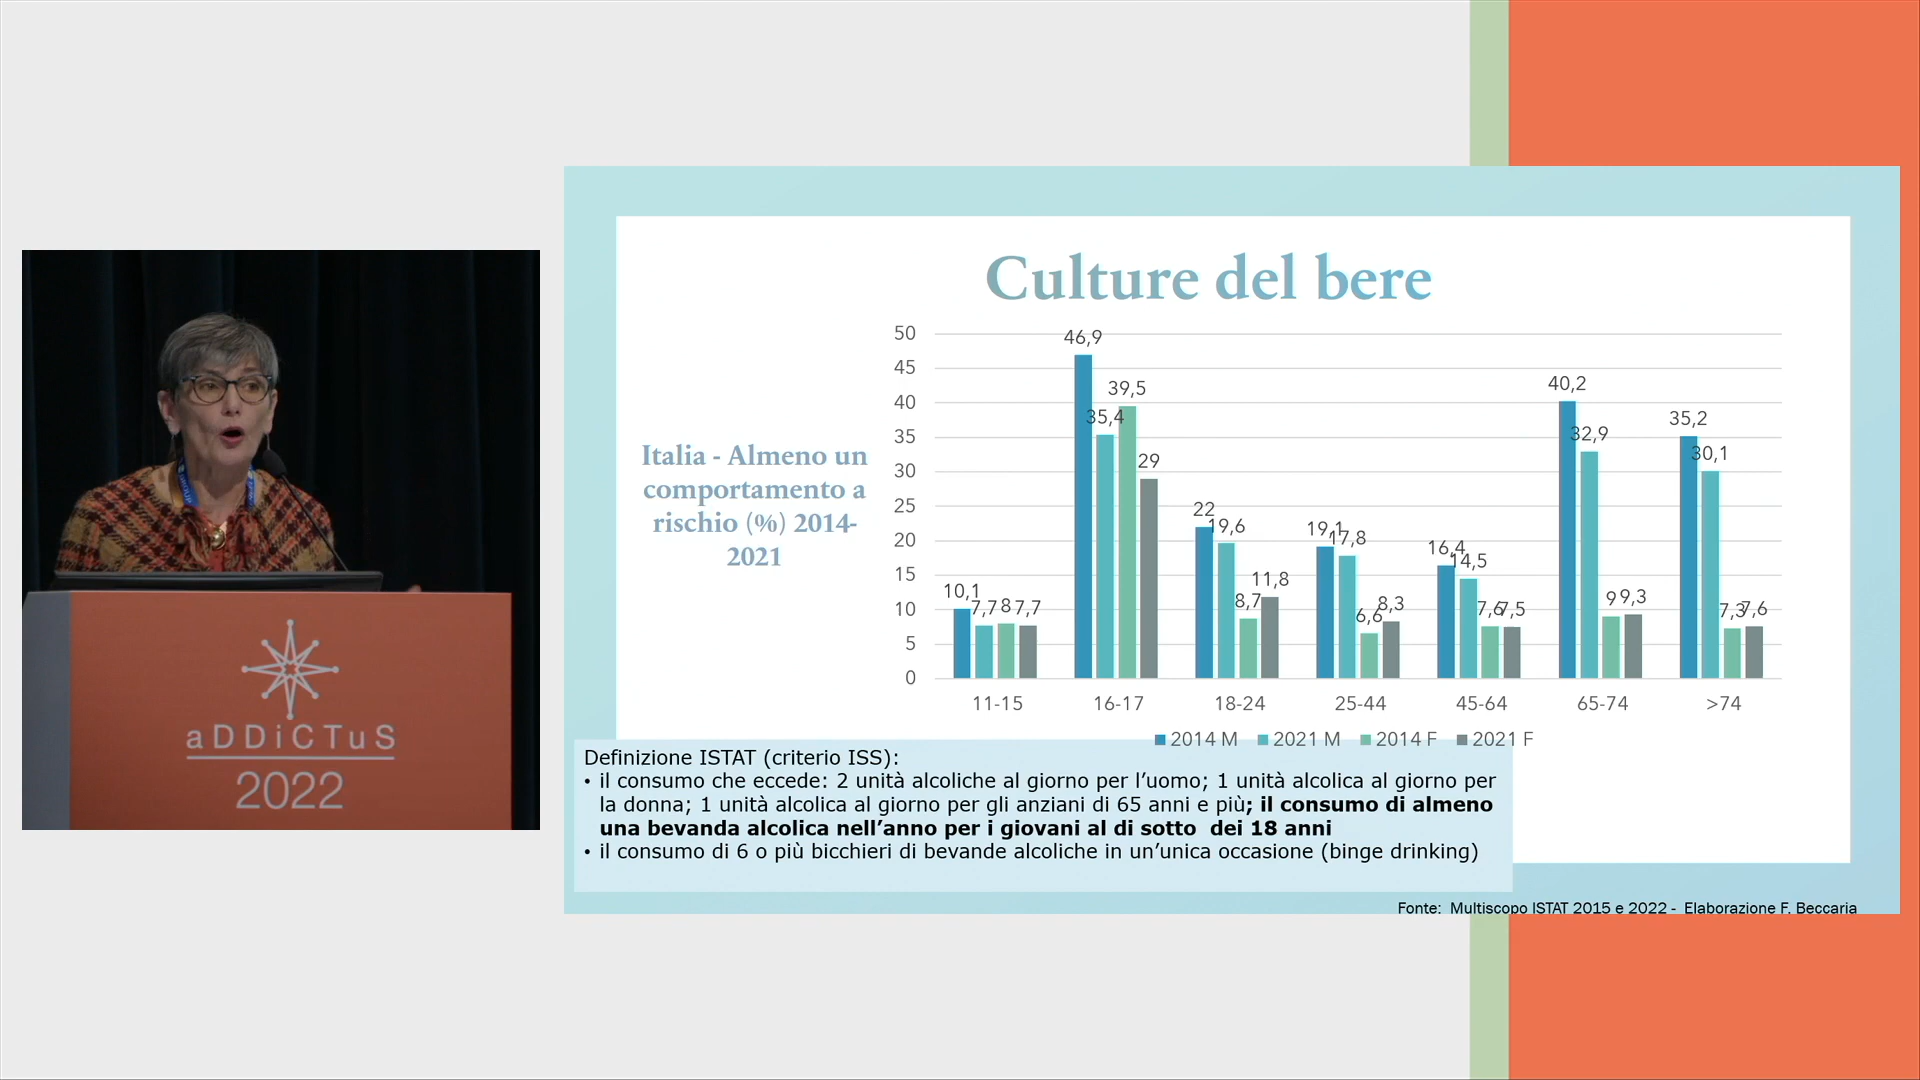 Culture del bere
Italia - Almeno un
comportamento a
rischio (%) 2014-
2021
50
45
40
35
30
25
20
15
10
5
0
10,1 7,7 8 7,7
46,9 35,4 39,5 29
22 19,6 8,7 11,8
19,1 17,8 6,6 8,3
16,4 14,5 7,6 7,5
40,2 32,9 9 9,3
35,2 30,1 7,3 7,6
11-15 16-17 18-24 25-44 45-64 65-74 >74
2014 M 2021 M 2014 F 2021 F
Definizione ISTAT (criterio ISS):
• il consumo che eccede: 2 unità alcoliche al giorno per l’uomo; 1 unità alcolica al giorno per
la donna; 1 unità alcolica al giorno per gli anziani di 65 anni e più; il consumo di almeno
una bevanda alcolica nell’anno per i giovani al di sotto dei 18 anni
• il consumo di 6 o più bicchieri di bevande alcoliche in un’unica occasione (binge drinking)
Fonte: Multiscopo ISTAT 2015 e 2022 - Elaborazione F. Beccaria
aDDiCTuS
2022